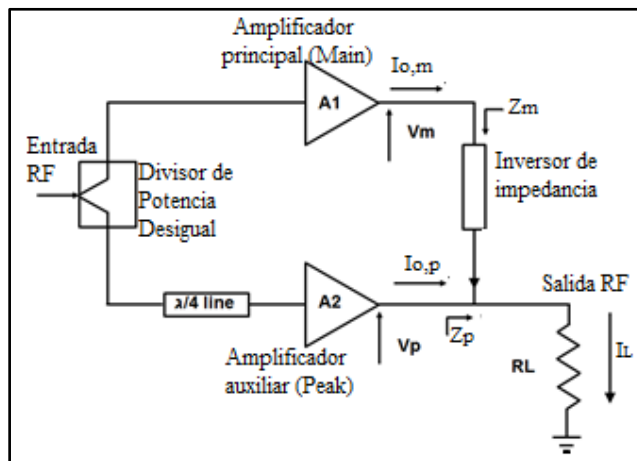 Amplificador
principal (Main)
Io,m
A1
Vm
Zm
Entrada
RF
Divisor de
Potencia
Desigual
Inversor de
impedancia
λ/4 line
A2
Io,p
Salida RF
Amplificador
auxiliar (Peak)
Vp
Zp
RL
IL